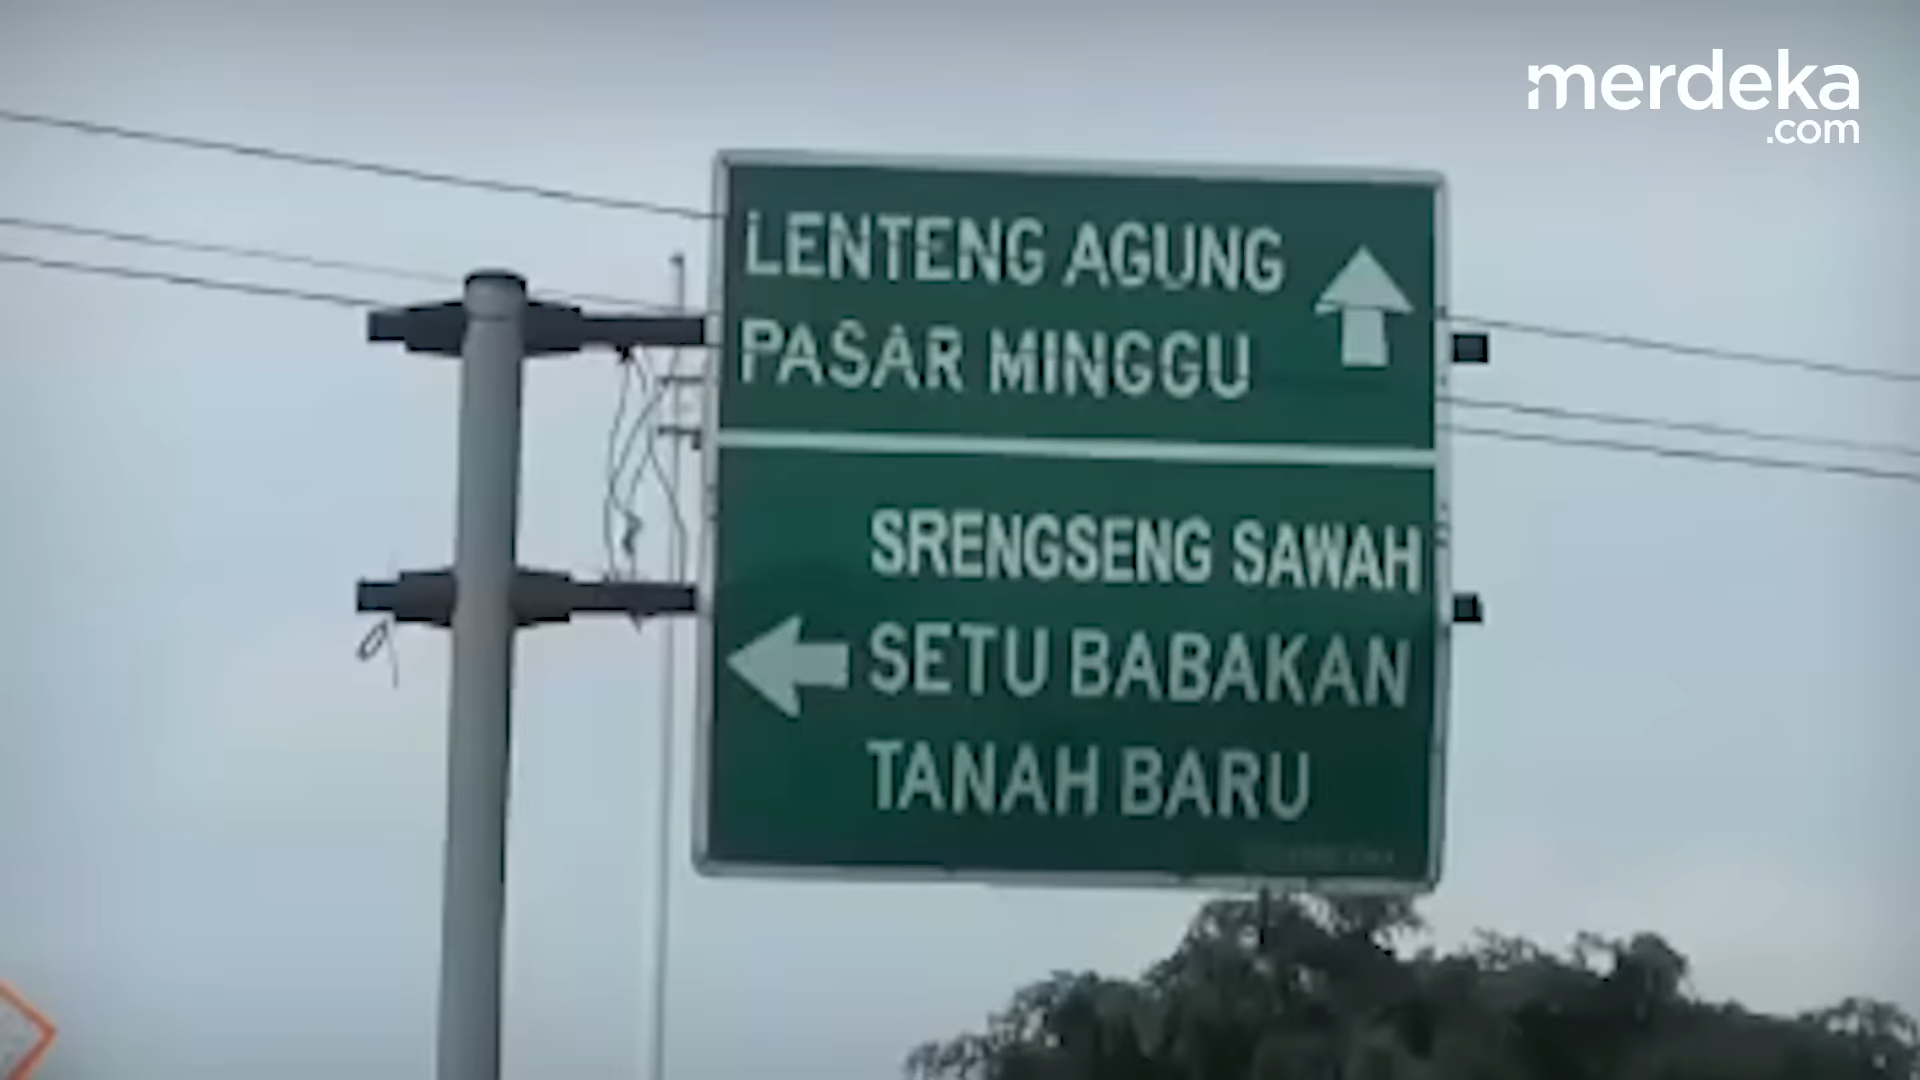 merdeka
.com
LENTENG AGUNG
PASAR MINGGU
SRENGSENG SAWAH
SETU BABAKAN
TANAH BARU